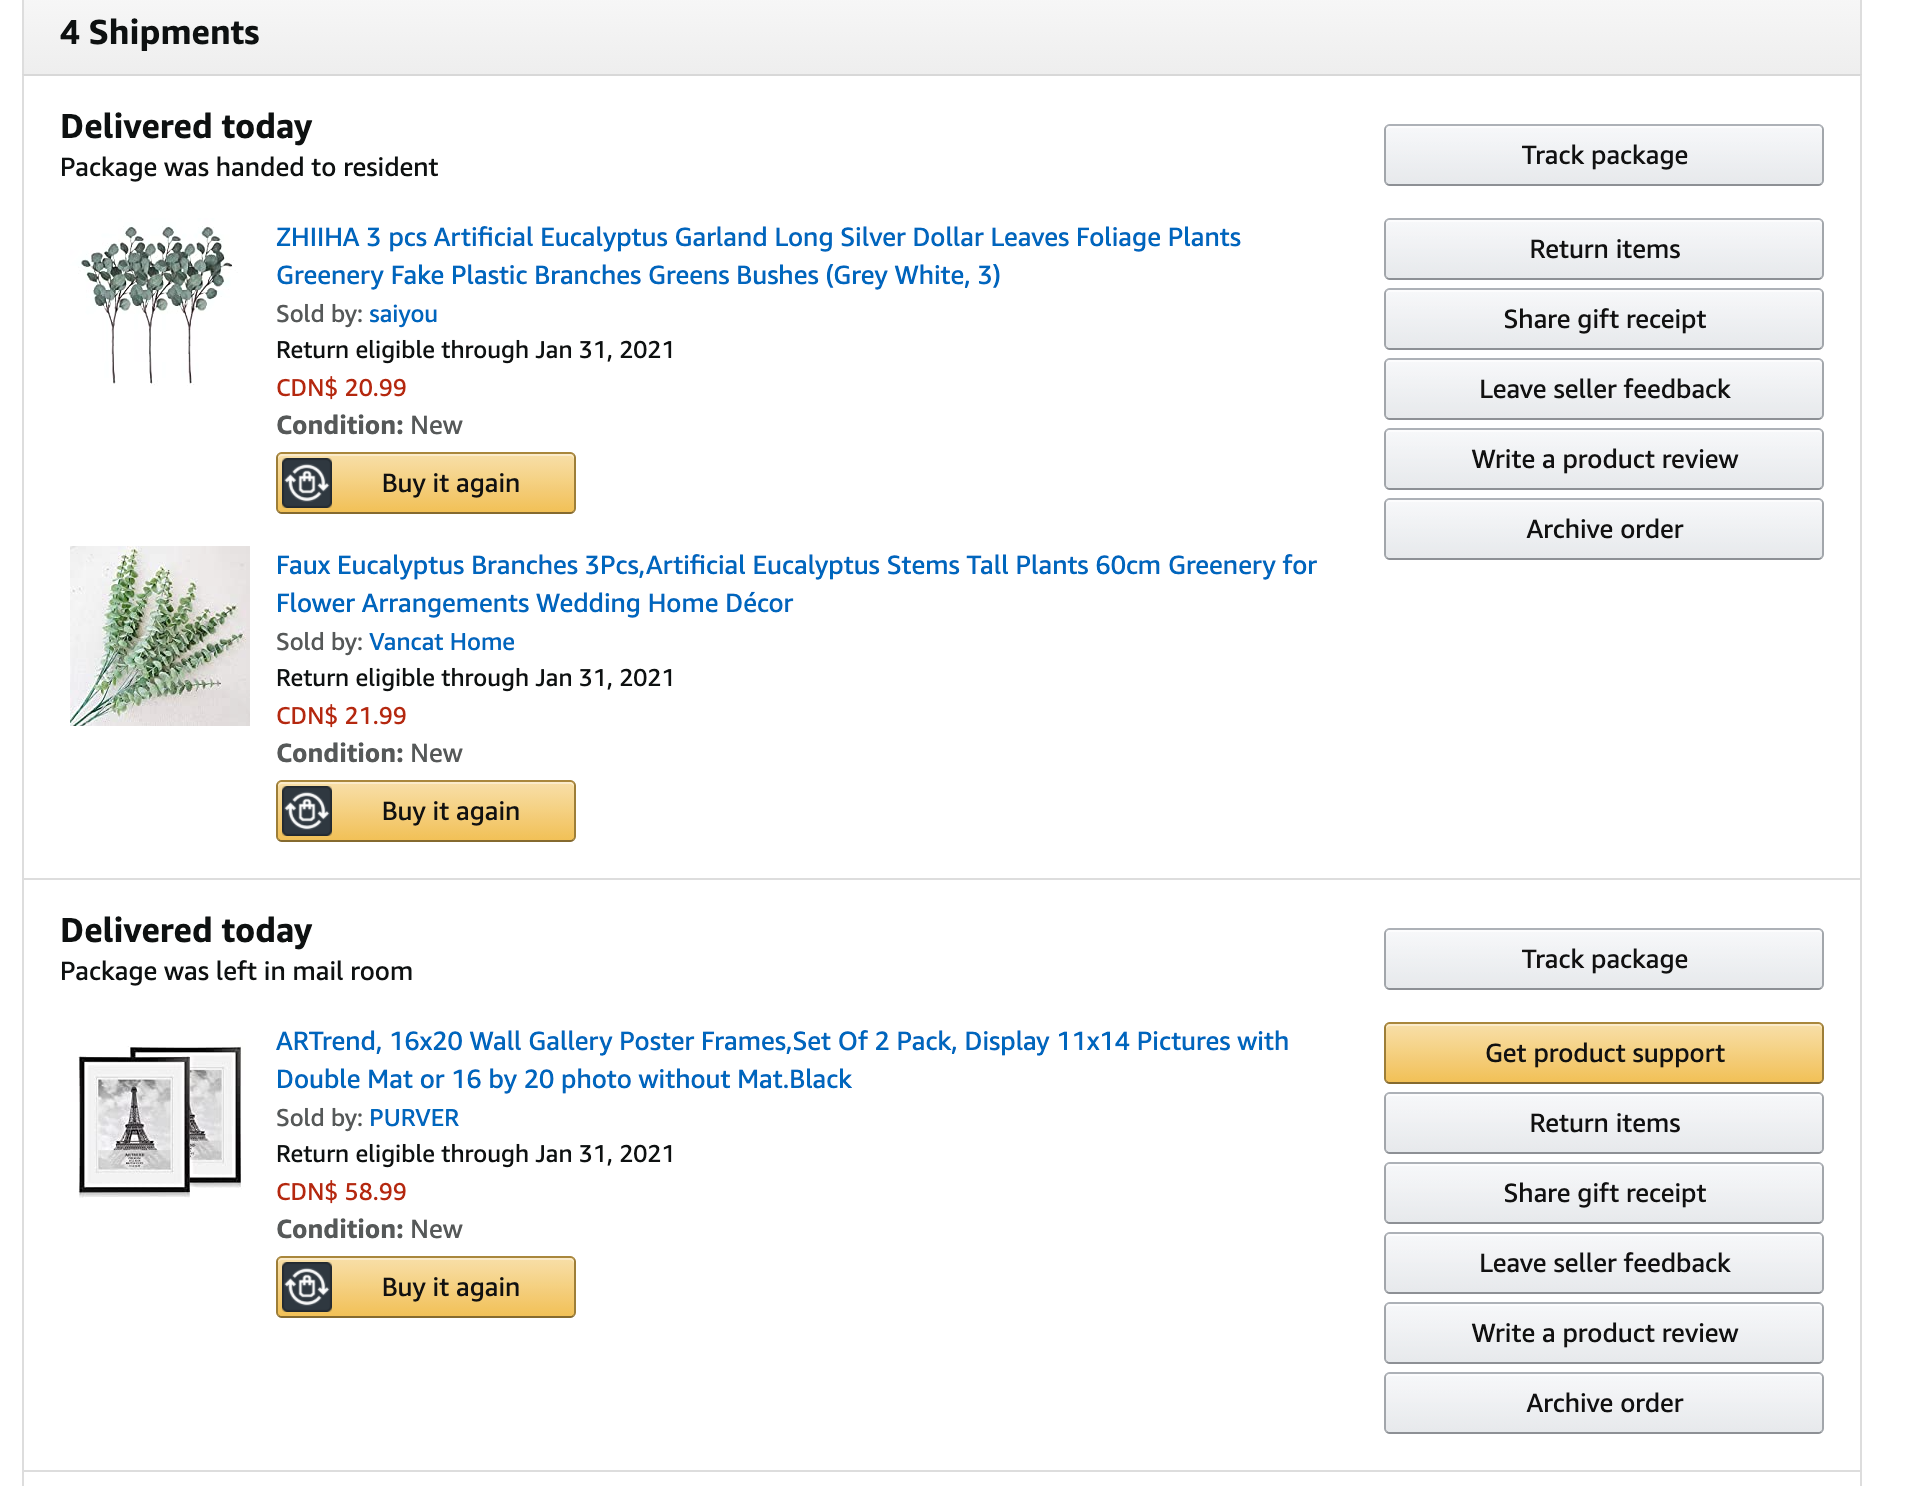 4 Shipments
Delivered today
Package was handed to resident
Track package
ZHIIHA 3 pcs Artificial Eucalyptus Garland Long Silver Dollar Leaves Foliage Plants
Greenery Fake Plastic Branches Greens Bushes (Grey White, 3)
Sold by: saiyou
Return eligible through Jan 31, 2021
CDN$ 20.99
Condition: New
Buy it again
Return items
Share gift receipt
Leave seller feedback
Write a product review
Archive order
Faux Eucalyptus Branches 3Pcs,Artificial Eucalyptus Stems Tall Plants 60cm Greenery for
Flower Arrangements Wedding Home Décor
Sold by: Vancat Home
Return eligible through Jan 31, 2021
CDN$ 21.99
Condition: New
Buy it again
Delivered today
Package was left in mail room
Track package
ARTrend, 16x20 Wall Gallery Poster Frames,Set Of 2 Pack, Display 11x14 Pictures with
Double Mat or 16 by 20 photo without Mat.Black
Sold by: PURVER
Return eligible through Jan 31, 2021
CDN$ 58.99
Condition: New
Buy it again
Get product support
Return items
Share gift receipt
Leave seller feedback
Write a product review
Archive order